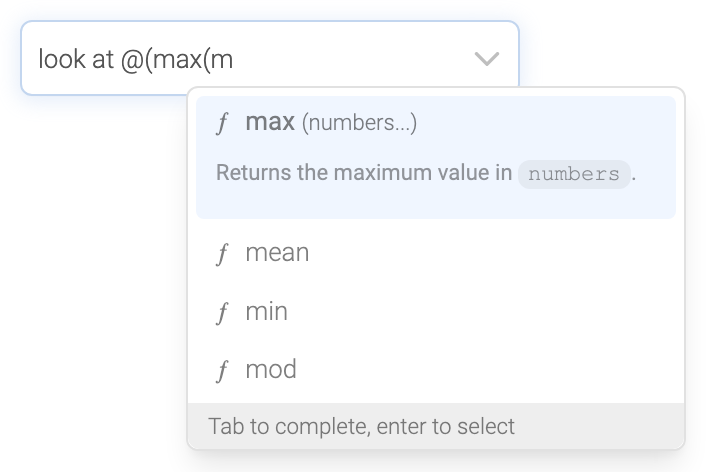 look at @(max(m
ƒ max (numbers...)
Returns the maximum value in numbers.
ƒ mean
ƒ min
ƒ mod
Tab to complete, enter to select